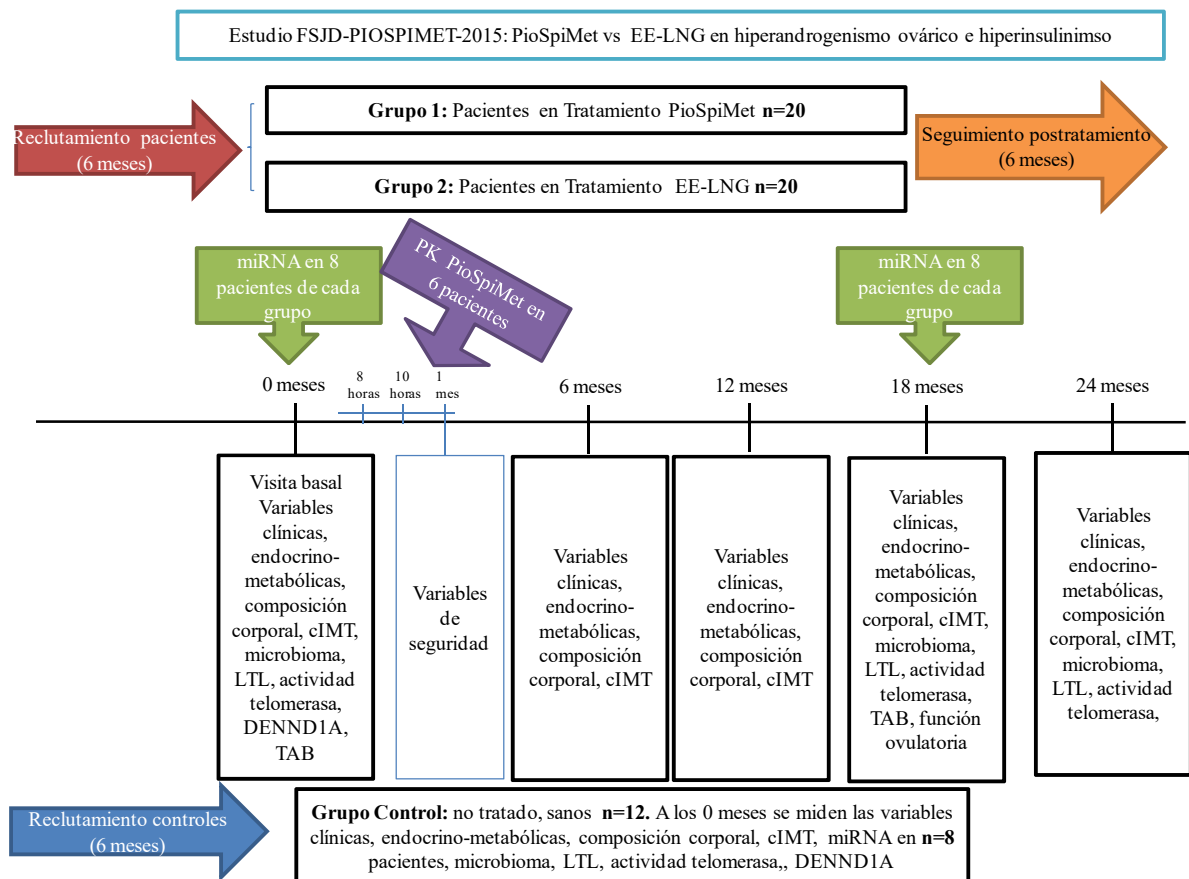 Estudio FSJD-PIOSPIMET-2015: PioSpiMet vs EE-LNG en hiperandrogenismo ovárico e hiperinsulinimso
Reclutamiento pacientes
(6 meses)
Grupo 1: Pacientes en Tratamiento PioSpiMet n=20
Grupo 2: Pacientes en Tratamiento EE-LNG n=20
Seguimiento postratamiento
(6 meses)
miRNA en 8
pacientes de cada
grupo
PK PioSpiMet en
6 pacientes
miRNA en 8
pacientes de cada
grupo
0 meses
8
horas
10
horas
1
mes
6 meses
12 meses
18 meses
24 meses
Visita basal
Variables
clínicas,
endocrino-
metabólicas,
composición
corporal, cIMT,
microbioma,
LTL, actividad
telomerasa,
DENND1A,
TAB
Variables
de
seguridad
Variables
clínicas,
endocrino-
metabólicas,
composición
corporal, cIMT
Variables
clínicas,
endocrino-
metabólicas,
composición
corporal, cIMT
Variables
clínicas,
endocrino-
metabólicas,
composición
corporal, cIMT,
microbioma,
LTL, actividad
telomerasa,
TAB, función
ovulatoria
Variables
clínicas,
endocrino-
metabólicas,
composición
corporal, cIMT,
microbioma,
LTL, actividad
telomerasa,
Reclutamiento controles
(6 meses)
Grupo Control: no tratado, sanos n=12. A los 0 meses se miden las variables
clínicas, endocrino-metabólicas, composición corporal, cIMT, miRNA en n=8
pacientes, microbioma, LTL, actividad telomerasa,, DENND1A